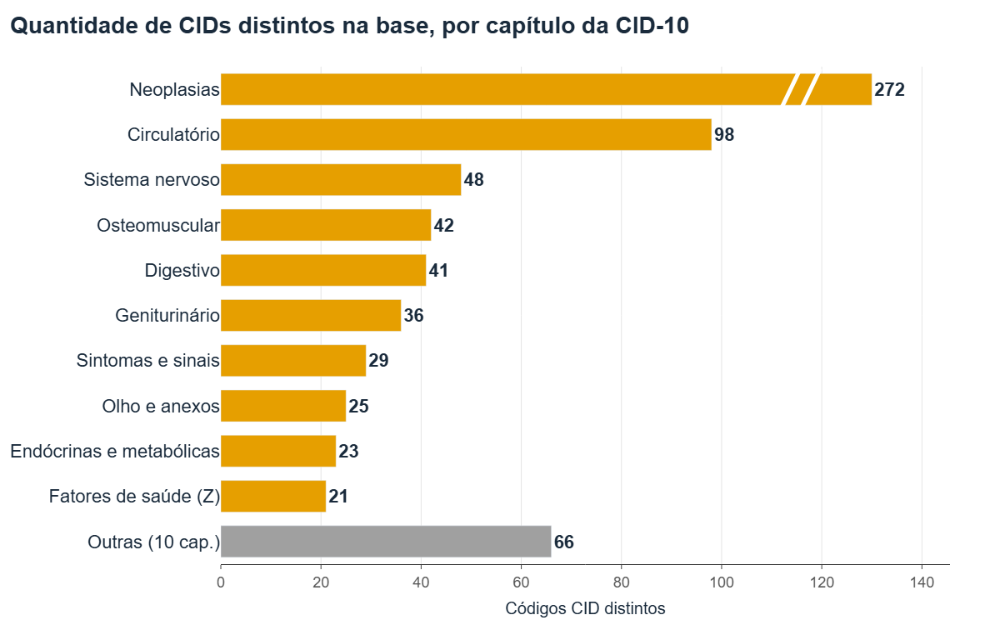 Quantidade de CIDs distintos na base, por capítulo da CID-10
Neoplasias 272
Circulatório 98
Sistema nervoso 48
Osteomuscular 42
Digestivo 41
Geniturinário 36
Sintomas e sinais 29
Olho e anexos 25
Endócrinas e metabólicas 23
Fatores de saúde (Z) 21
Outras (10 cap.) 66
0 20 40 60 80 100 120 140
Códigos CID distintos